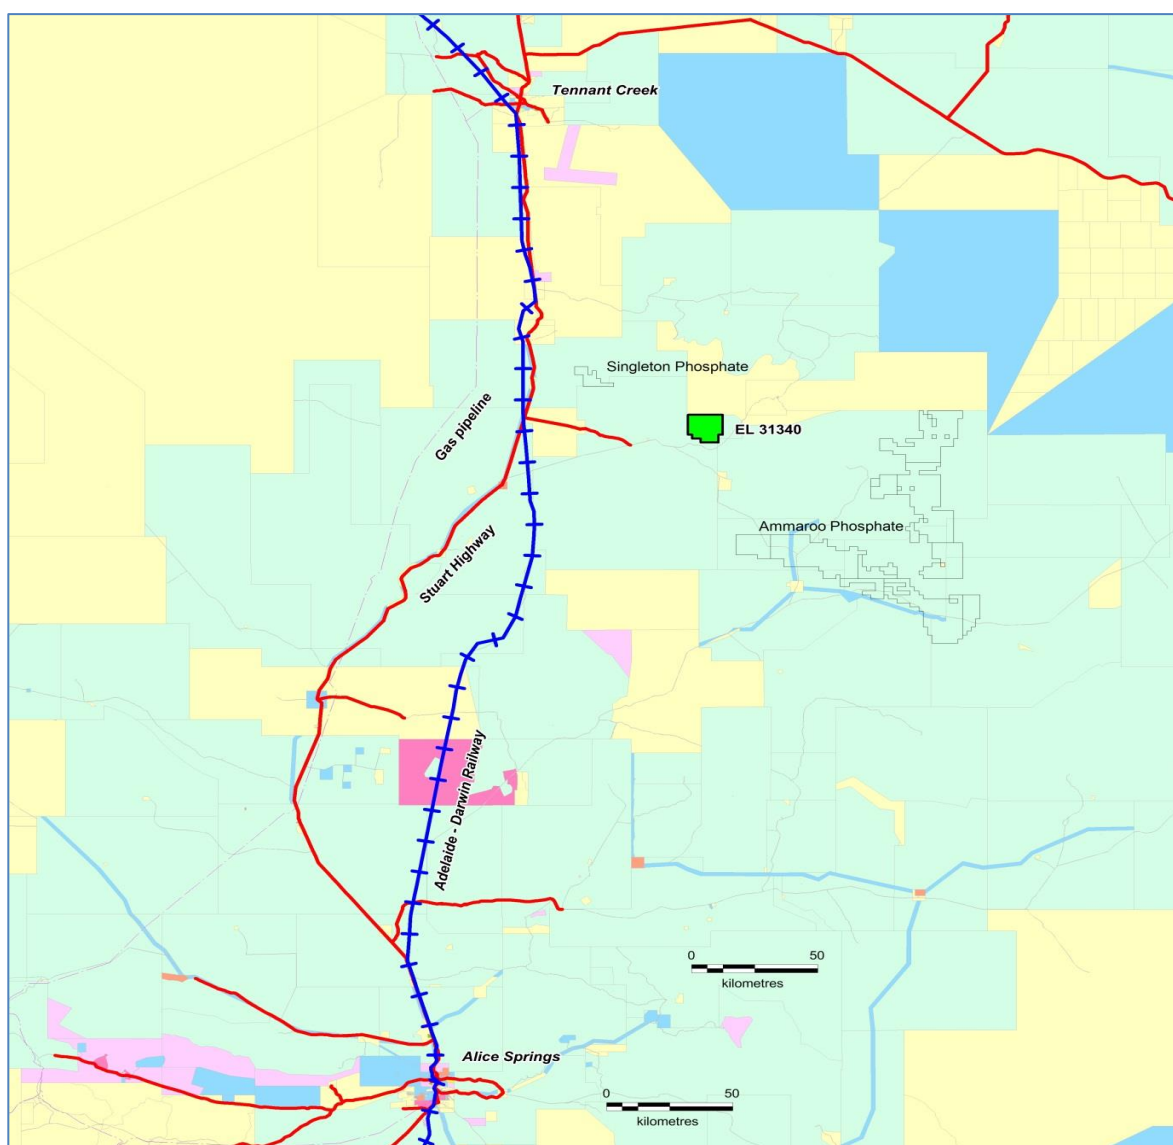 Tennant Creek
Singleton Phosphate
Gas pipeline
EL 31340
Ammaroo Phosphate
Stuart Highway
Adelaide - Darwin Railway
0 50
kilometres
Alice Springs
0 50
kilometres